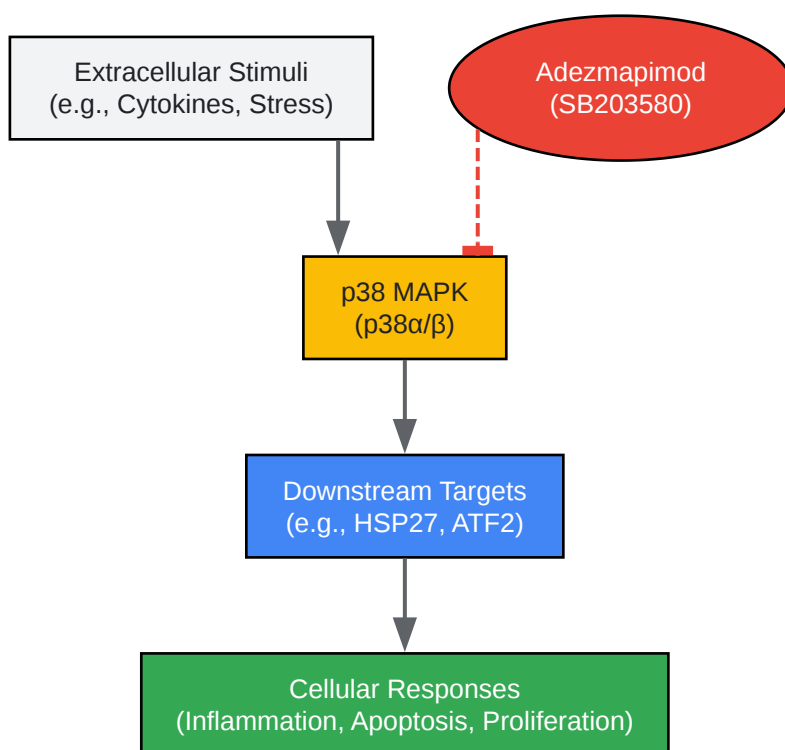 Extracellular Stimuli
(e.g., Cytokines, Stress)
Adezmapimod
(SB203580)
p38 MAPK
(p38α/β)
Downstream Targets
(e.g., HSP27, ATF2)
Cellular Responses
(Inflammation, Apoptosis, Proliferation)